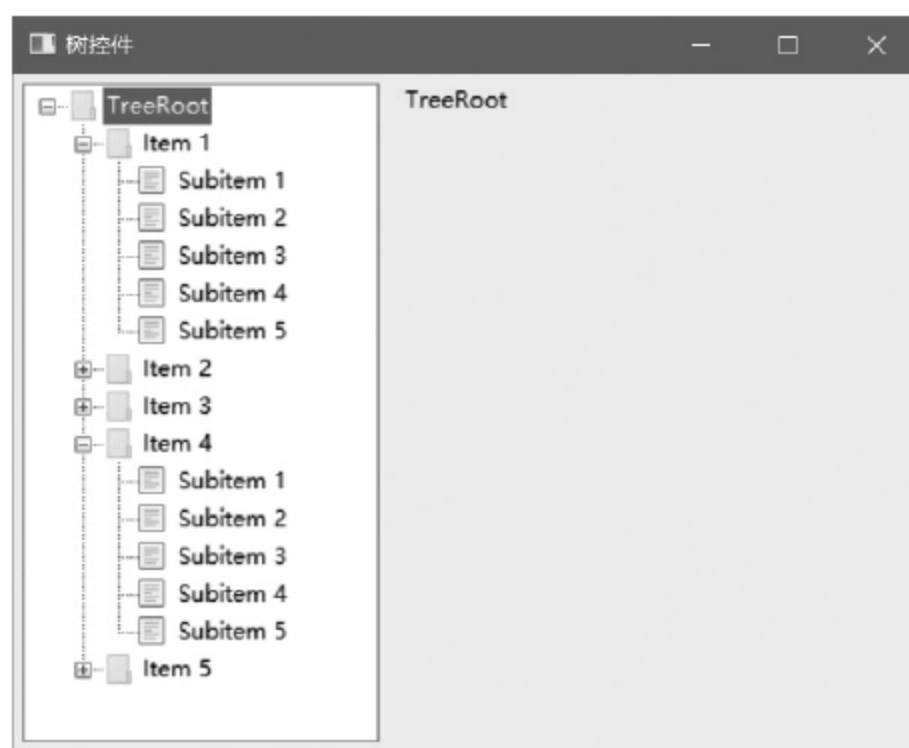 树控件
TreeRoot
Item 1
Subitem 1
Subitem 2
Subitem 3
Subitem 4
Subitem 5
Item 2
Item 3
Item 4
Subitem 1
Subitem 2
Subitem 3
Subitem 4
Subitem 5
Item 5
TreeRoot